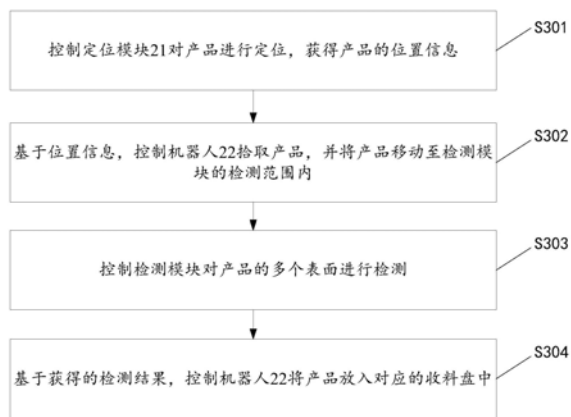 控制定位模块21对产品进行定位，获得产品的位置信息
S301
基于位置信息，控制机器人22拾取产品，并将产品移动至检测模
块的检测范围内
S302
控制检测模块对产品的多个表面进行检测
S303
基于获得的检测结果，控制机器人22将产品放入对应的收料盘中
S304